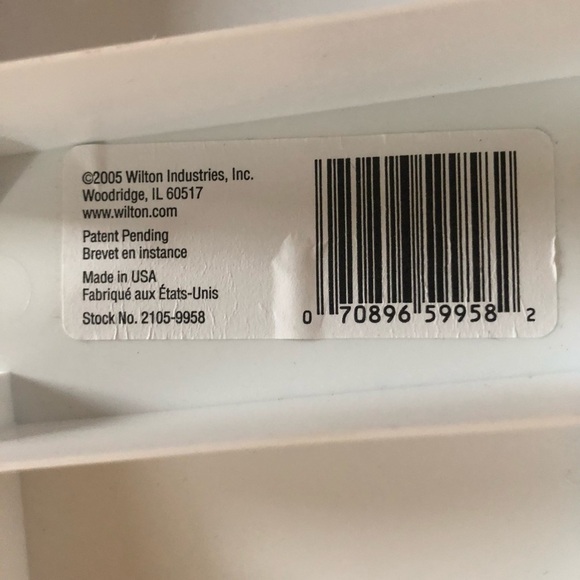 ©2005 Wilton Industries, Inc.
Woodridge, IL 60517
www.wilton.com
Patent Pending
Brevet en instance
Made in USA
Fabriqué aux États-Unis
Stock No. 2105-9958
0 70896 59958 2